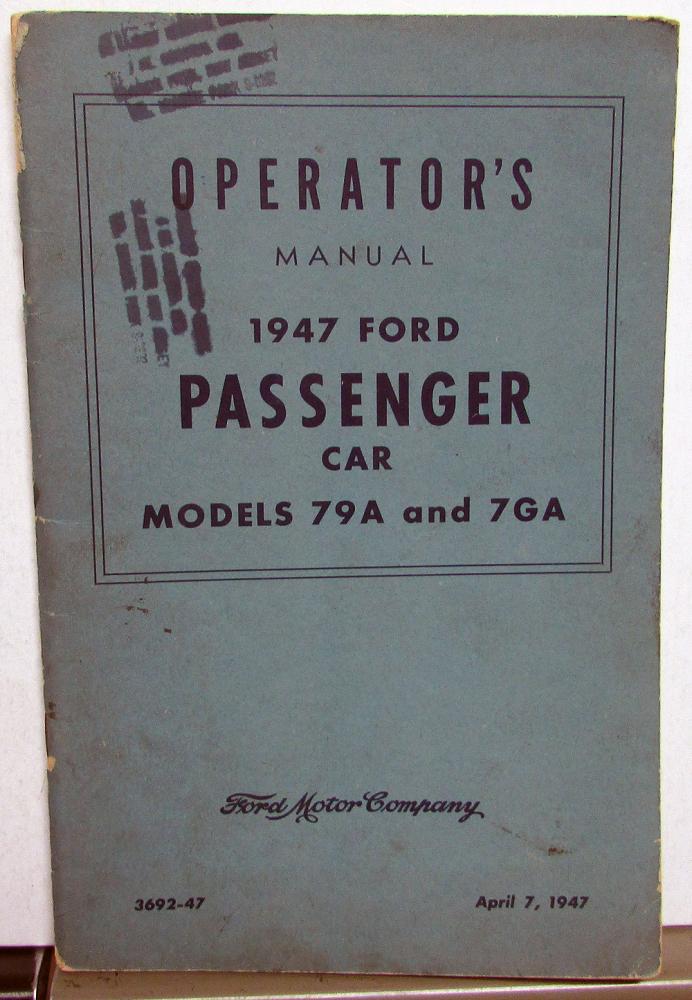 OPERATOR'S
MANUAL
1947 FORD
PASSENGER
CAR
MODELS 79A and 7GA
Ford Motor Company
3692-47
April 7, 1947